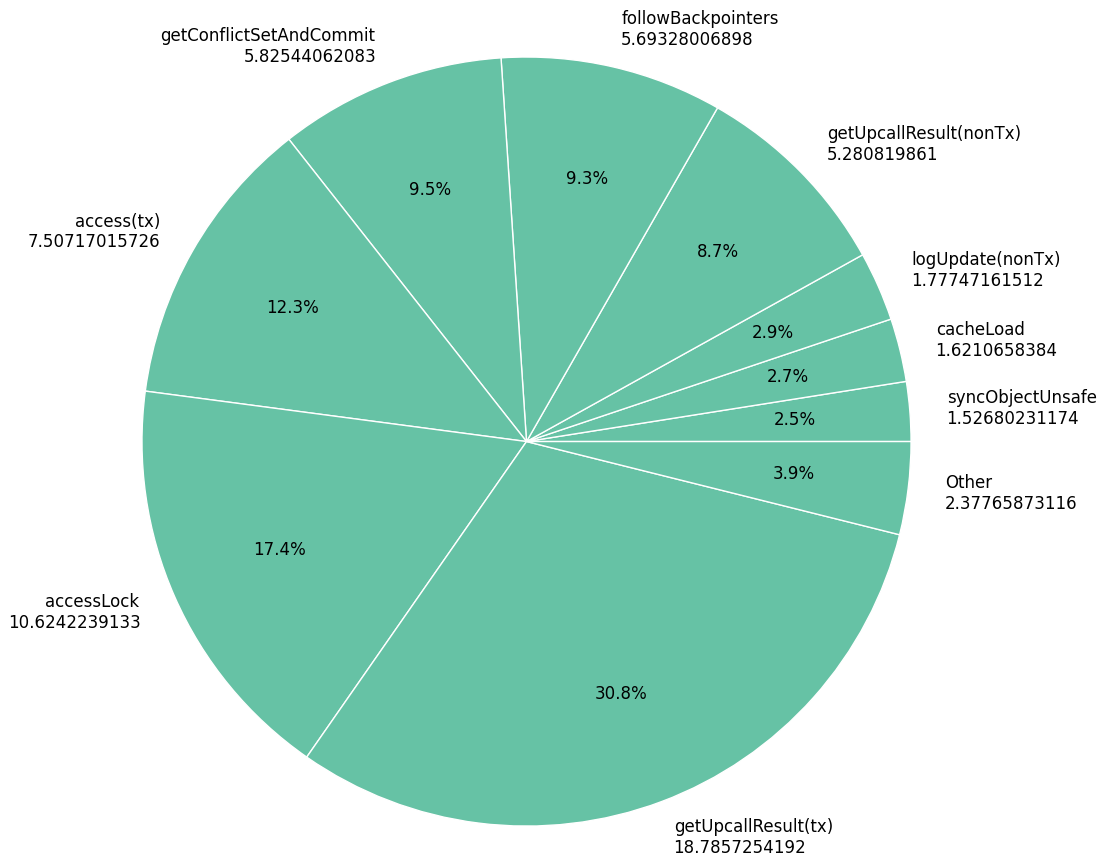 followBackpointers
5.69328006898
getConflictSetAndCommit
5.82544062083
getUpcallResult(nonTx)
5.280819861
9.3%
9.5%
access(tx)
7.50717015726
8.7%
logUpdate(nonTx)
1.77747161512
12.3%
2.9%
cacheLoad
1.6210658384
2.7%
syncObjectUnsafe
1.52680231174
2.5%
3.9%
Other
2.37765873116
17.4%
accessLock
10.6242239133
30.8%
getUpcallResult(tx)
18.7857254192